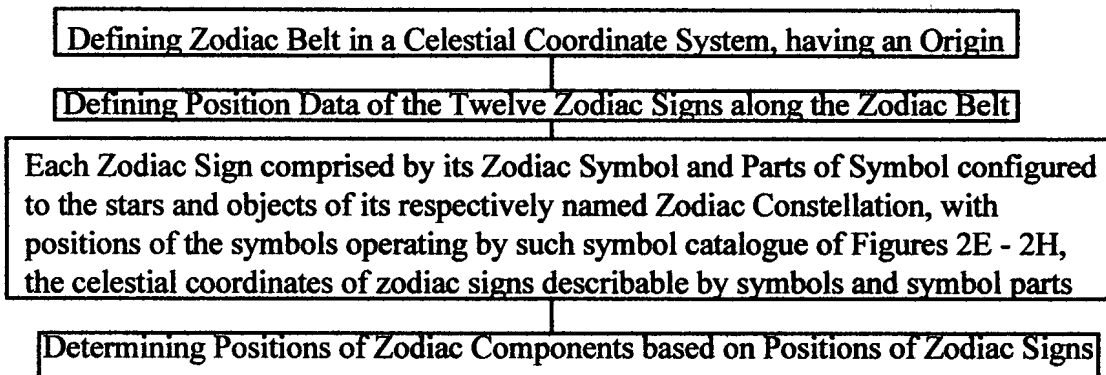 Defining Zodiac Belt in a Celestial Coordinate System, having an Origin
Defining Position Data of the Twelve Zodiac Signs along the Zodiac Belt
Each Zodiac Sign comprised by its Zodiac Symbol and Parts of Symbol configured
to the stars and objects of its respectively named Zodiac Constellation, with
positions of the symbols operating by such symbol catalogue of Figures 2E - 2H,
the celestial coordinates of zodiac signs describable by symbols and symbol parts
Determining Positions of Zodiac Components based on Positions of Zodiac Signs